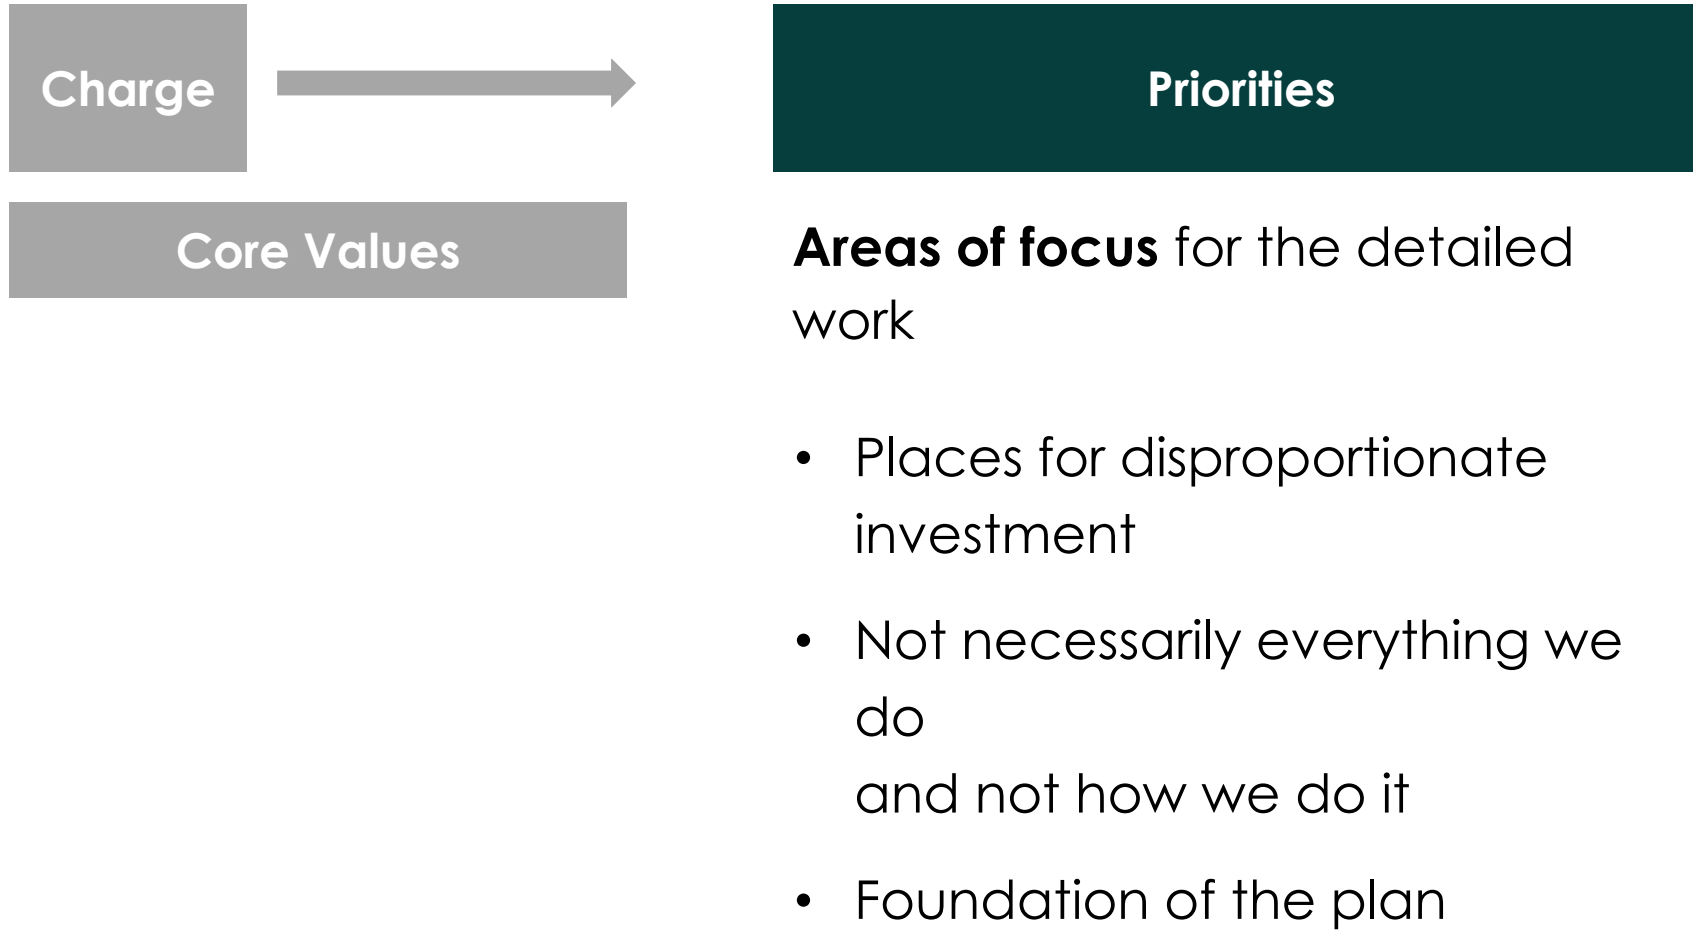 Charge
Priorities
Core Values
Areas of focus for the detailed
work
• Places for disproportionate
investment
• Not necessarily everything we
do
and not how we do it
• Foundation of the plan